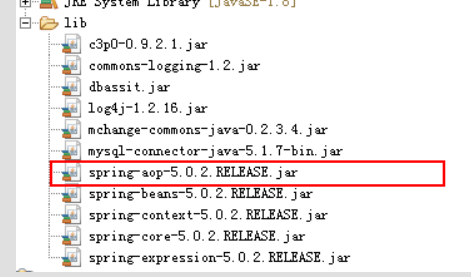 JRE System Library [JavaSE-1.8]
lib
c3p0-0.9.2.1.jar
commons-logging-1.2.jar
dbassit.jar
log4j-1.2.16.jar
mchange-commons-java-0.2.3.4.jar
mysql-connector-java-5.1.7-bin.jar
spring-aop-5.0.2.RELEASE.jar
spring-beans-5.0.2.RELEASE.jar
spring-context-5.0.2.RELEASE.jar
spring-core-5.0.2.RELEASE.jar
spring-expression-5.0.2.RELEASE.jar